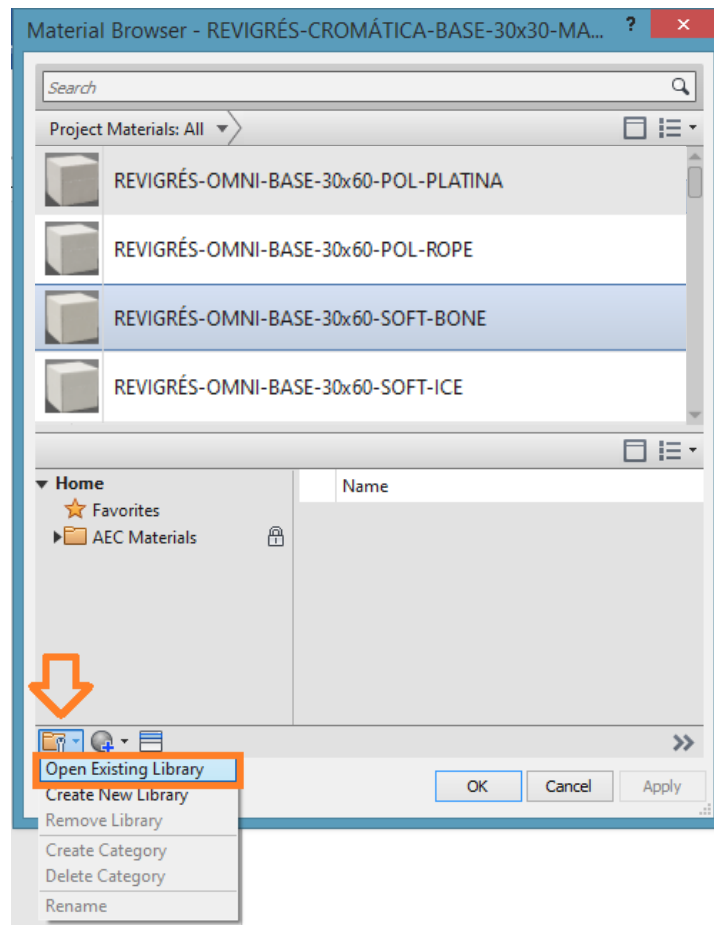 Material Browser - REVIGRÉS-CROMÁTICA-BASE-30x30-MA... ?
Search
Project Materials: All
REVIGRÉS-OMNI-BASE-30x60-POL-PLATINA
REVIGRÉS-OMNI-BASE-30x60-POL-ROPE
REVIGRÉS-OMNI-BASE-30x60-SOFT-BONE
REVIGRÉS-OMNI-BASE-30x60-SOFT-ICE
Home
Name
Favorites
AEC Materials
Open Existing Library
OK Cancel Apply
Create New Library
Remove Library
Create Category
Delete Category
Rename